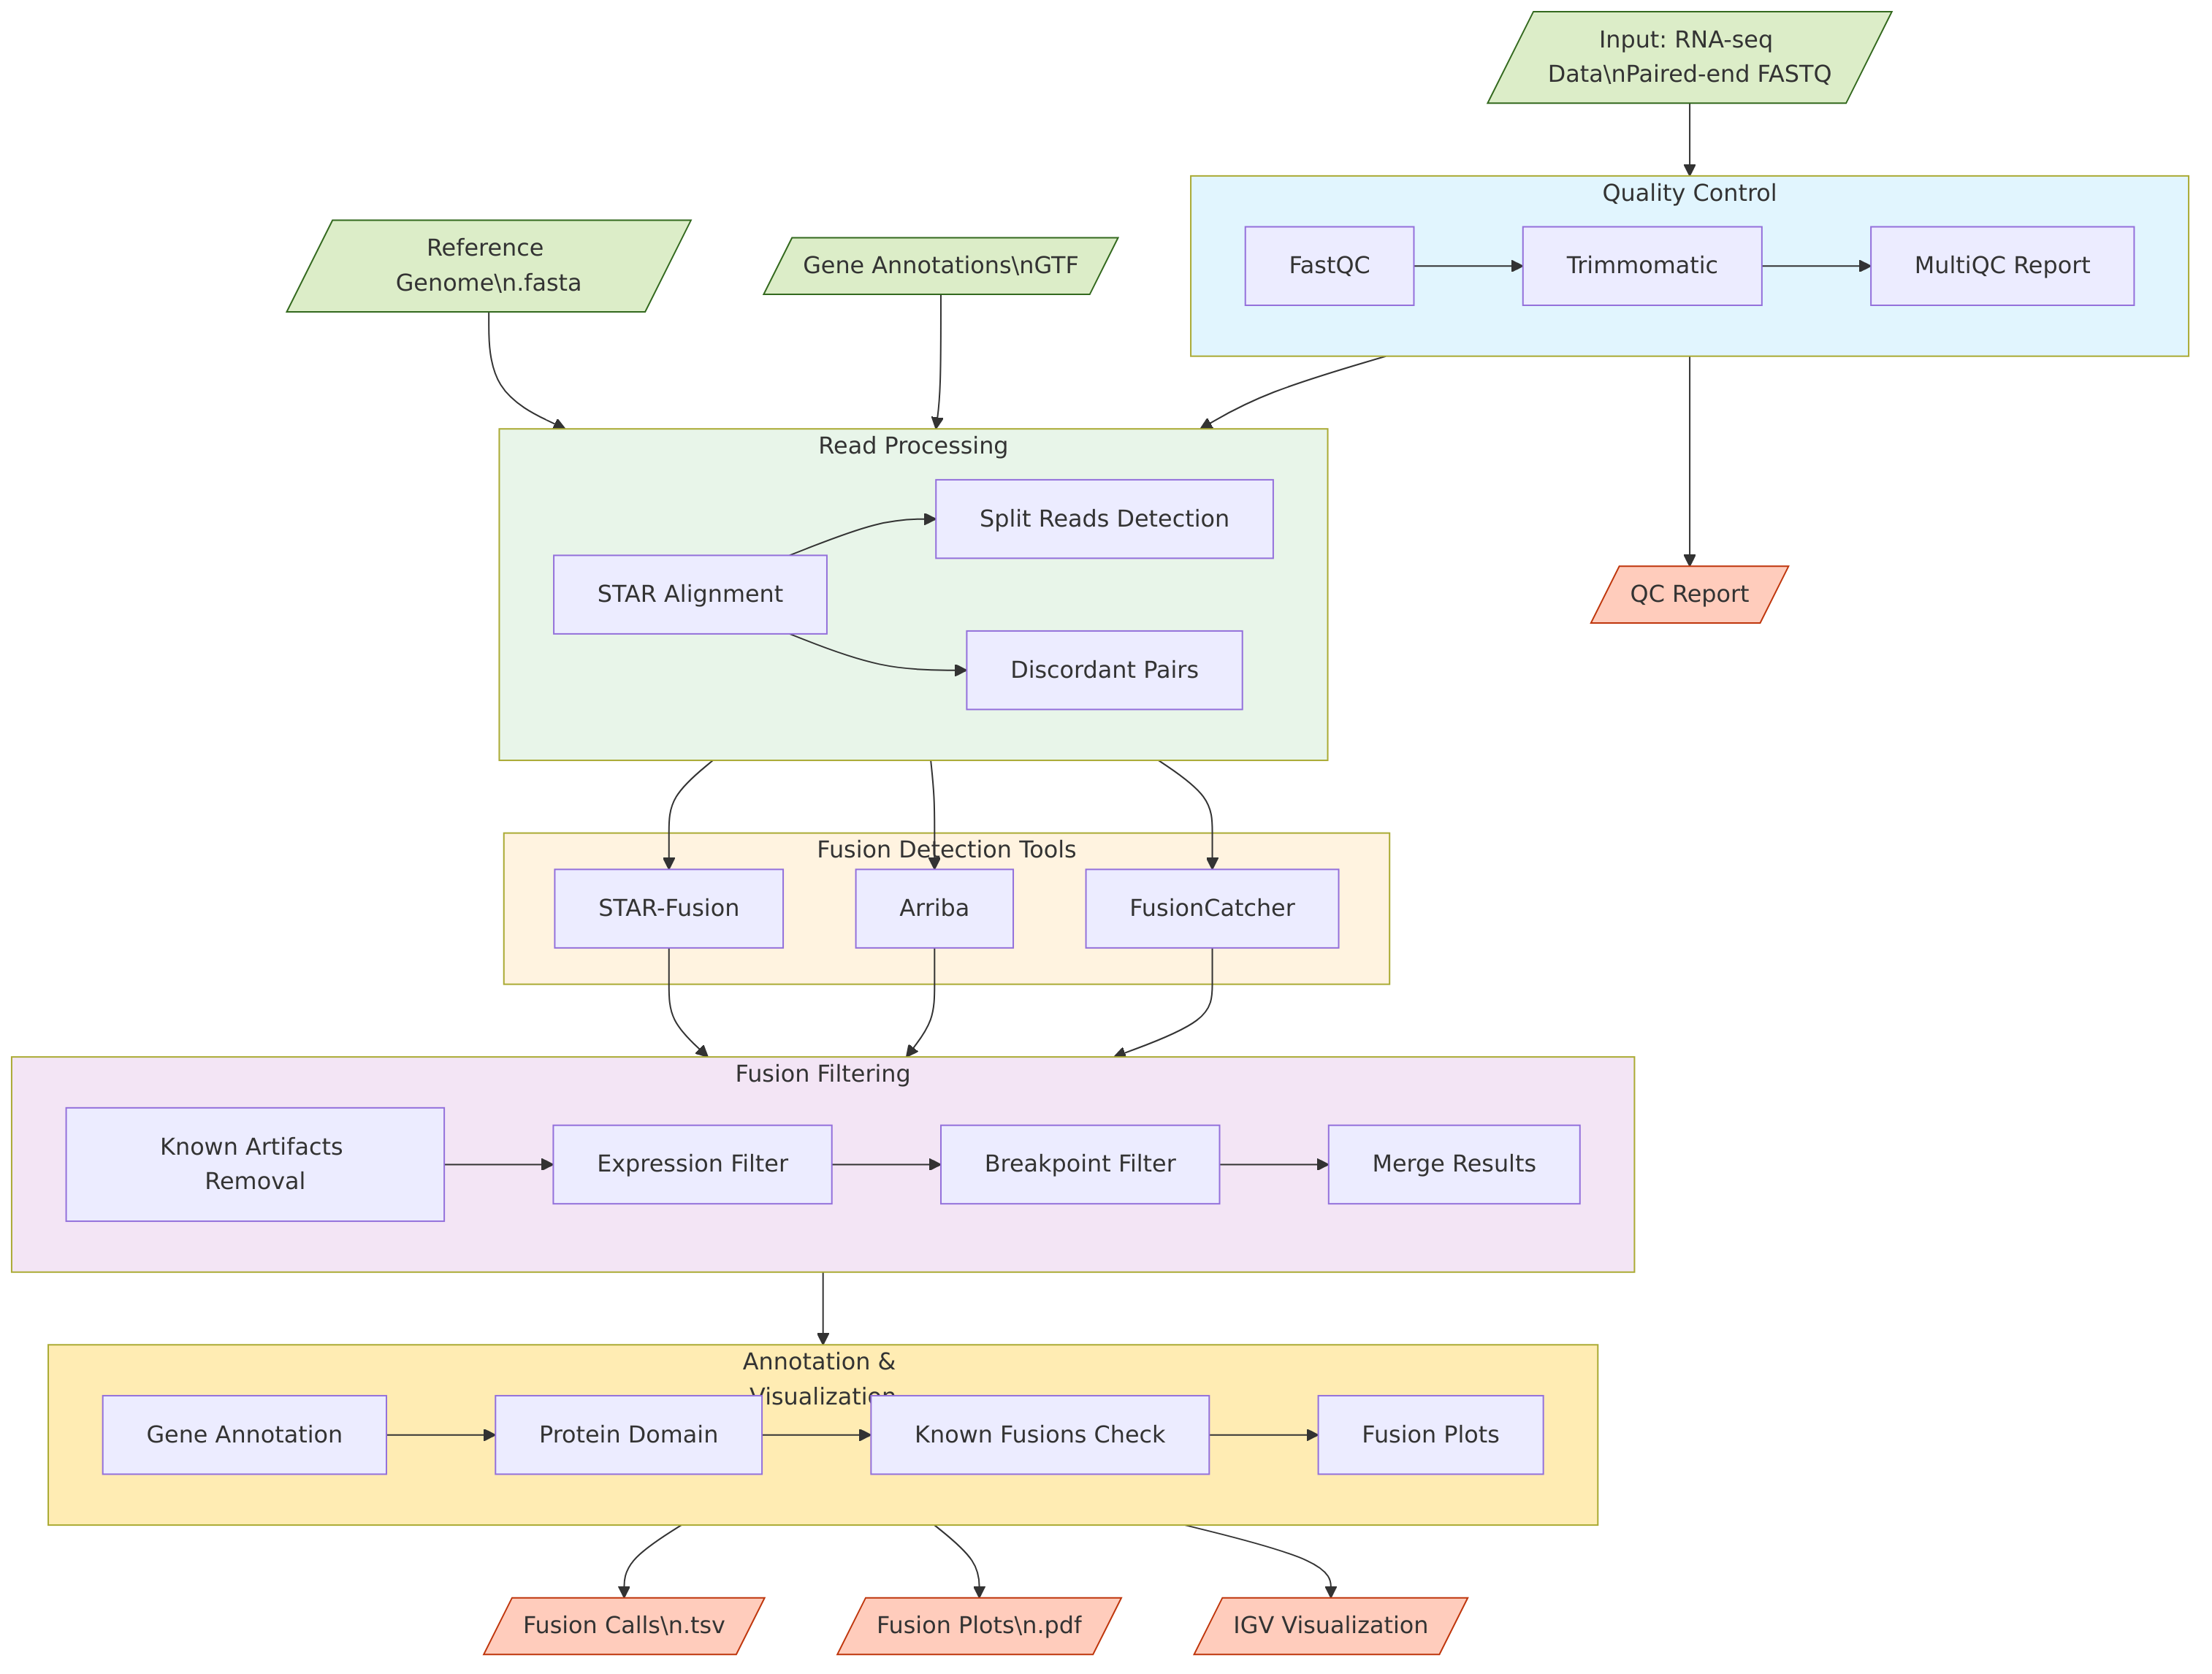 Input: RNA-seq
Data\nPaired-end FASTQ
Quality Control
FastQC
Trimmomatic
MultiQC Report
Reference
Genome\n.fasta
Gene Annotations\nGTF
Read Processing
STAR Alignment
Split Reads Detection
Discordant Pairs
QC Report
Fusion Detection Tools
STAR-Fusion
Arriba
FusionCatcher
Fusion Filtering
Known Artifacts
Removal
Expression Filter
Breakpoint Filter
Merge Results
Annotation &
Visualization
Gene Annotation
Protein Domain
Known Fusions Check
Fusion Plots
Fusion Calls\n.tsv
Fusion Plots\n.pdf
IGV Visualization